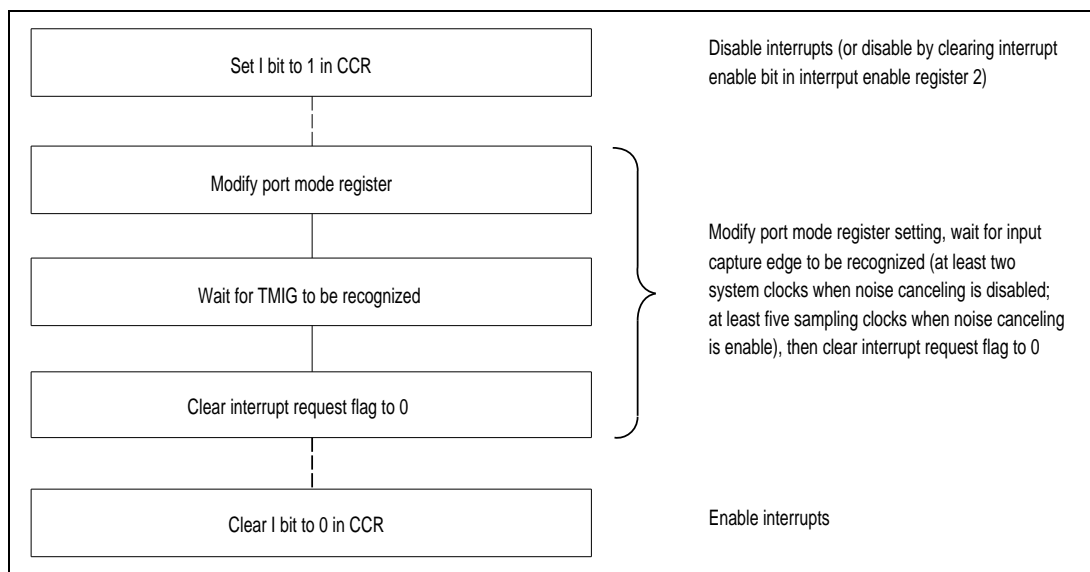 Set I bit to 1 in CCR
Disable interrupts (or disable by clearing interrupt
enable bit in interrput enable register 2)
Modify port mode register
Wait for TMIG to be recognized
Clear interrupt request flag to 0
Modify port mode register setting, wait for input
capture edge to be recognized (at least two
system clocks when noise canceling is disabled;
at least five sampling clocks when noise canceling
is enable), then clear interrupt request flag to 0
Clear I bit to 0 in CCR
Enable interrupts